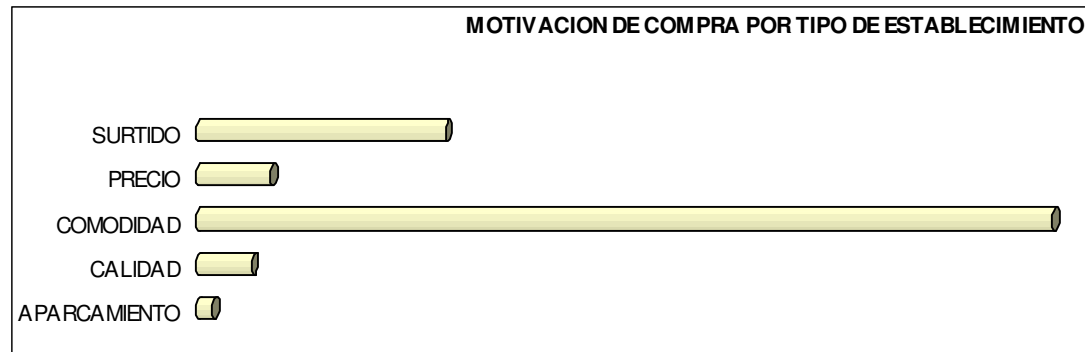 MOTIVACION DE COMPRA POR TIPO DE ESTABLECIMIENTO
SURTIDO
PRECIO
COMODIDAD
CALIDAD
APARCAMIENTO